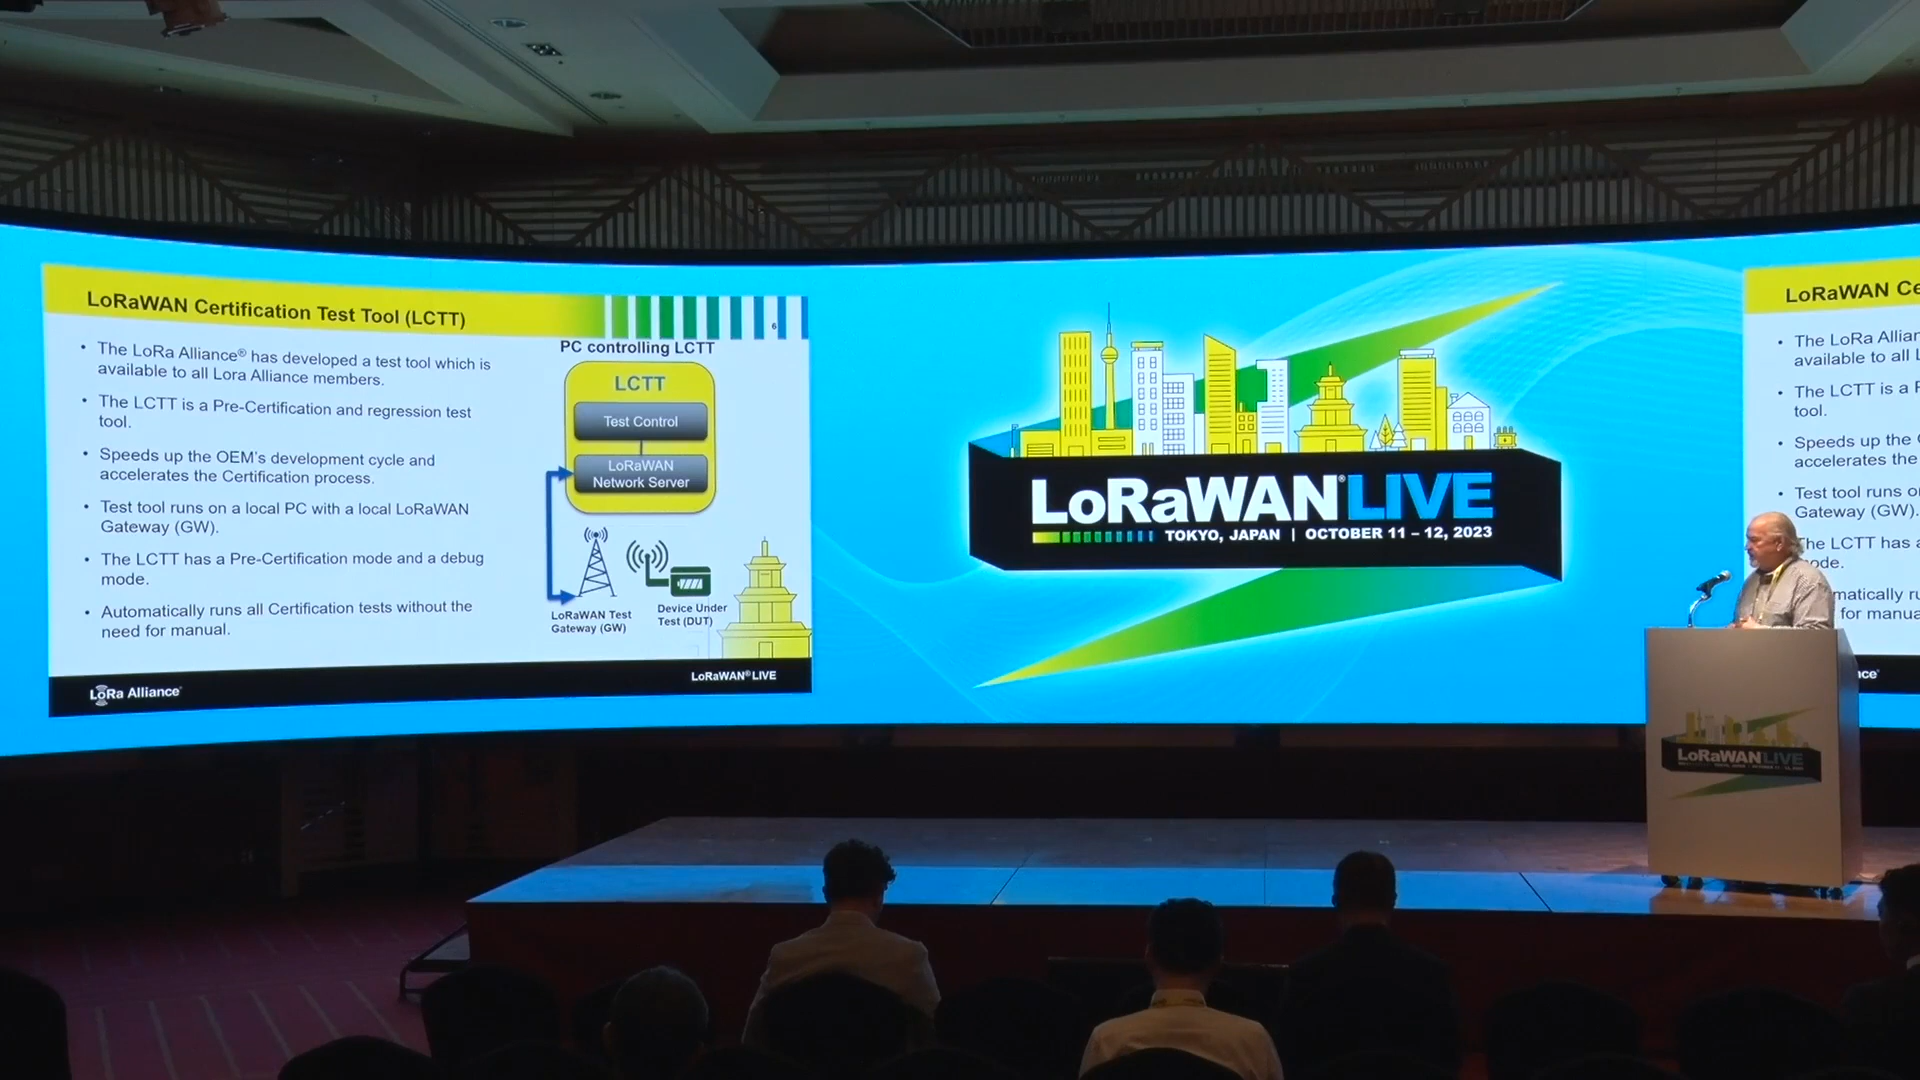 LoRaWAN Certification Test Tool (LCTT)
6
• The LoRa Alliance® has developed a test tool which is
available to all Lora Alliance members.
• The LCTT is a Pre-Certification and regression test
tool.
• Speeds up the OEM's development cycle and
accelerates the Certification process.
• Test tool runs on a local PC with a local LoRaWAN
Gateway (GW).
• The LCTT has a Pre-Certification mode and a debug
mode.
• Automatically runs all Certification tests without the
need for manual.
PC controlling LCTT
LCTT
Test Control
LoRaWAN
Network Server
LoRaWAN Test
Gateway (GW)
Device Under
Test (DUT)
LoRa Alliance
LoRaWAN® LIVE
LoRaWAN® LIVE
TOKYO, JAPAN | OCTOBER 11 – 12, 2023
LoRaWAN Ce
• The LoRa Allian
available to all L
• The LCTT is a P
tool.
• Speeds up the O
accelerates the
• Test tool runs o
Gateway (GW).
The LCTT has a
ode.
matically ru
for manua
nce
LoRaWAN LIVE